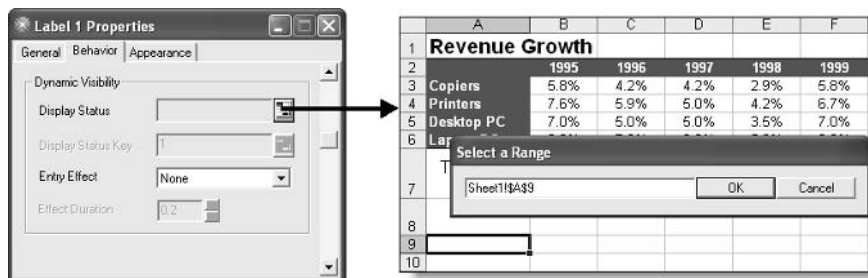 Label 1 Properties
General Behavior Appearance
Dynamic Visibility
Display Status
Display Status Key 1
Entry Effect None
Effect Duration 0.2
A B C D E F
1 Revenue Growth
2 1995 1996 1997 1998 1999
3 Copiers 5.8% 4.2% 4.2% 2.9% 5.8%
4 Printers 7.6% 5.9% 5.0% 4.2% 6.7%
5 Desktop PC 7.0% 5.0% 5.0% 3.5% 7.0%
6
Select a Range
7 Sheet1!$A$9 OK Cancel
8
9
10